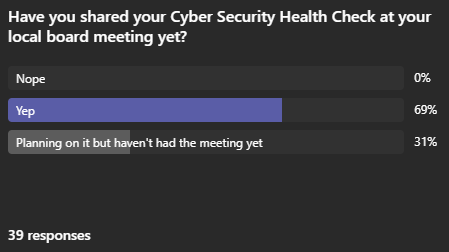 Have you shared your Cyber Security Health Check at your
local board meeting yet?
Nope
0%
Yep
69%
Planning on it but haven't had the meeting yet
31%
39 responses